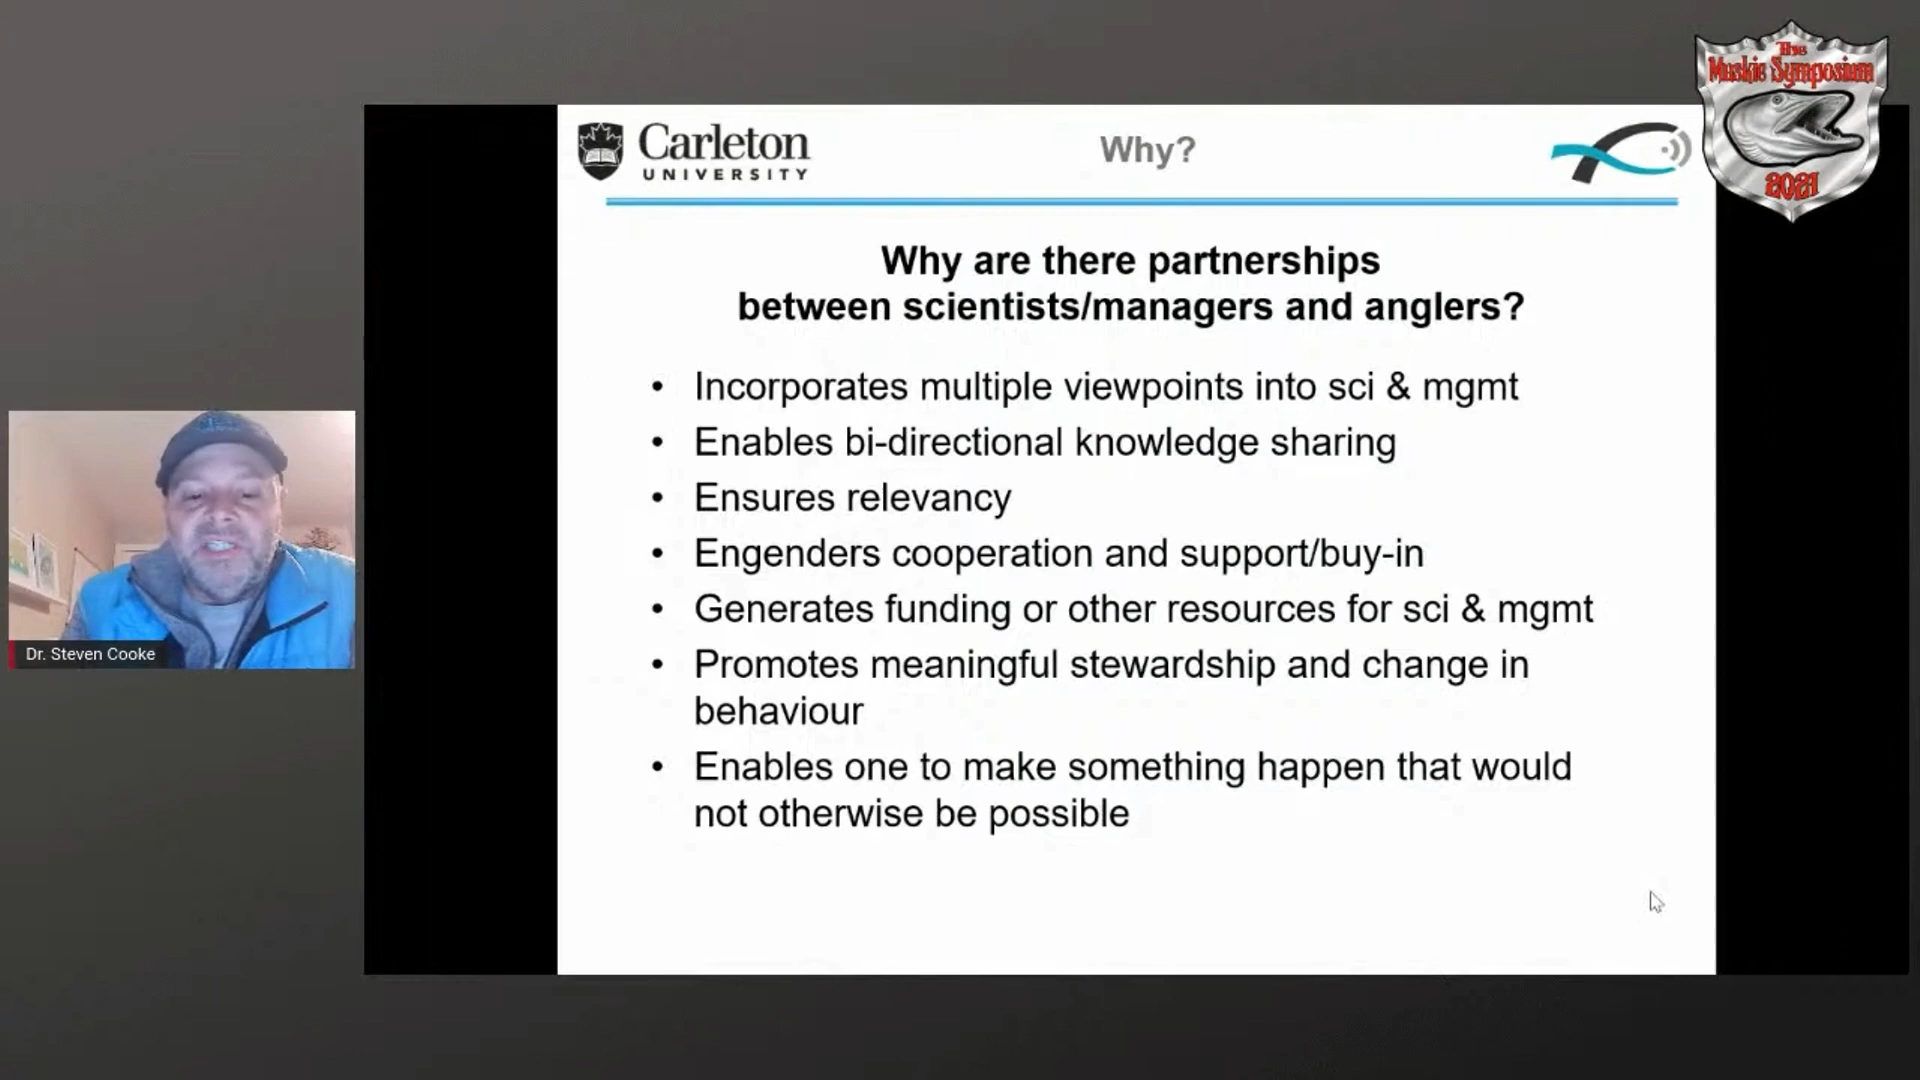 The
Muskie Symposium
2021
Carleton
UNIVERSITY
Why?
Why are there partnerships
between scientists/managers and anglers?
• Incorporates multiple viewpoints into sci & mgmt
• Enables bi-directional knowledge sharing
• Ensures relevancy
• Engenders cooperation and support/buy-in
• Generates funding or other resources for sci & mgmt
• Promotes meaningful stewardship and change in
behaviour
• Enables one to make something happen that would
not otherwise be possible
Dr. Steven Cooke